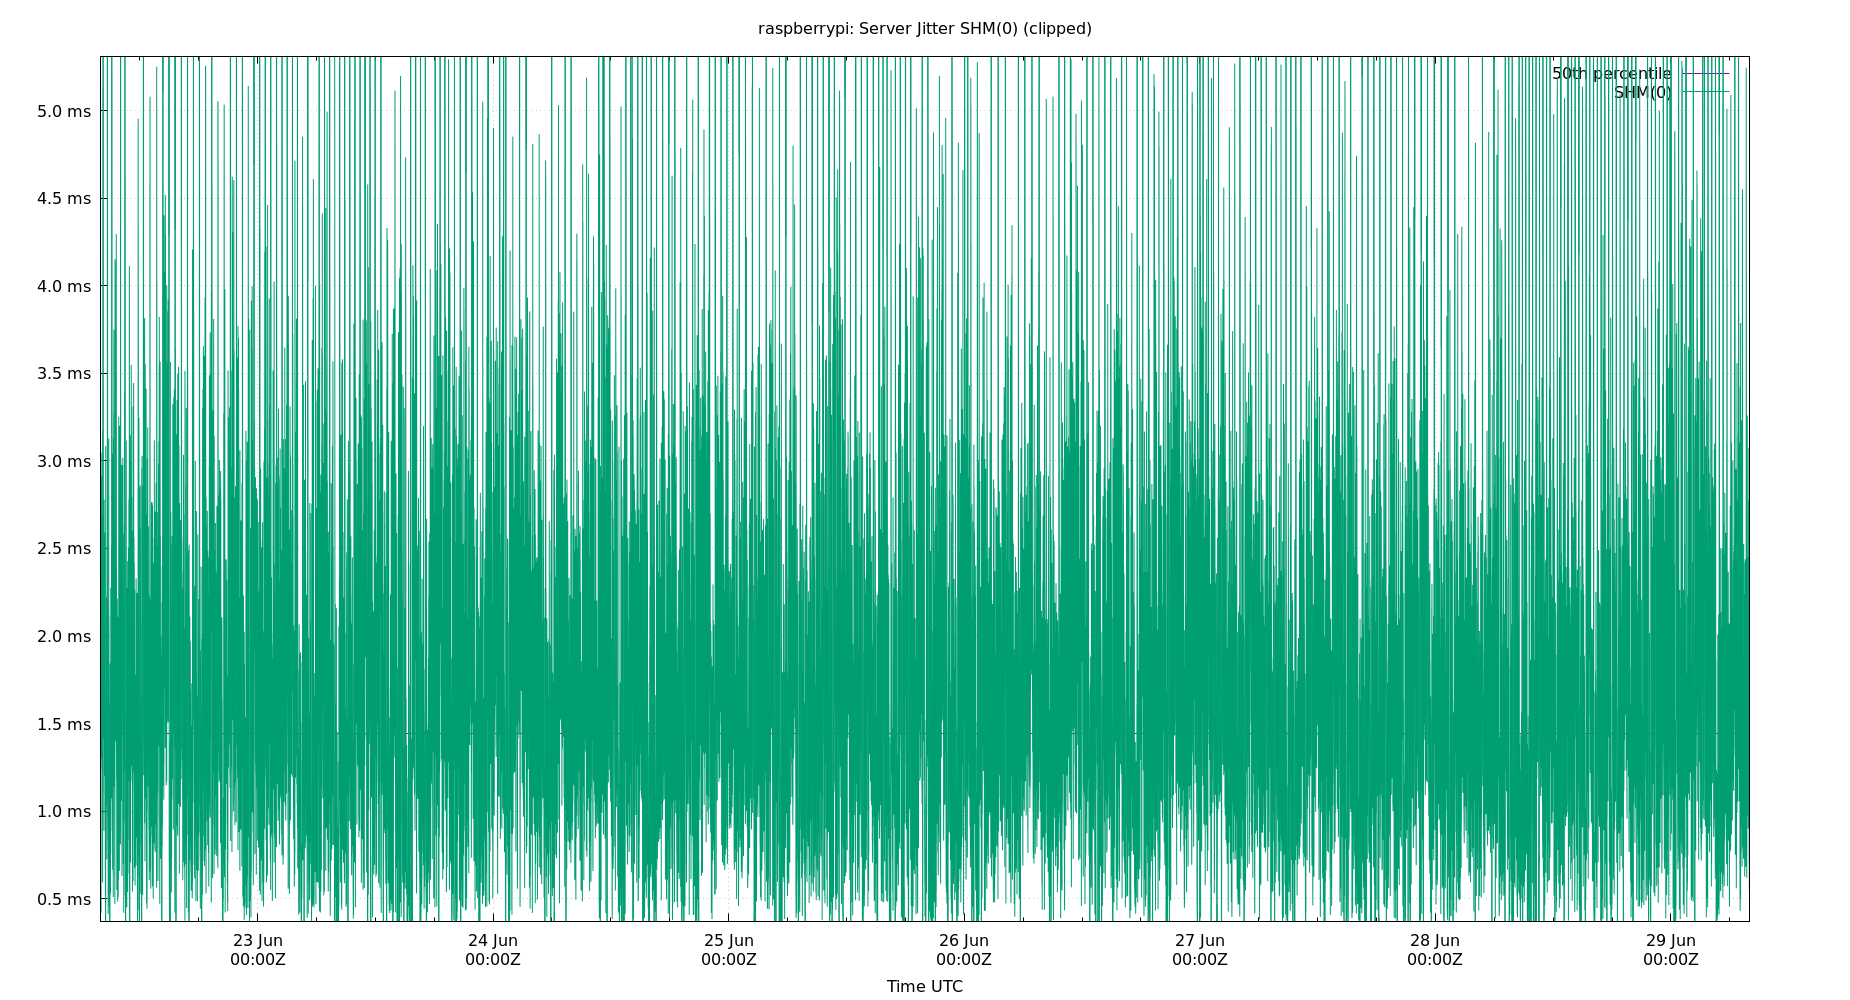 raspberrypi: Server Jitter SHM(0) (clipped)
50th percentile
SHM(0)
5.0 ms
4.5 ms
4.0 ms
3.5 ms
3.0 ms
2.5 ms
2.0 ms
1.5 ms
1.0 ms
0.5 ms
23 Jun 24 Jun 25 Jun 26 Jun 27 Jun 28 Jun 29 Jun
00:00Z 00:00Z 00:00Z 00:00Z 00:00Z 00:00Z 00:00Z
Time UTC